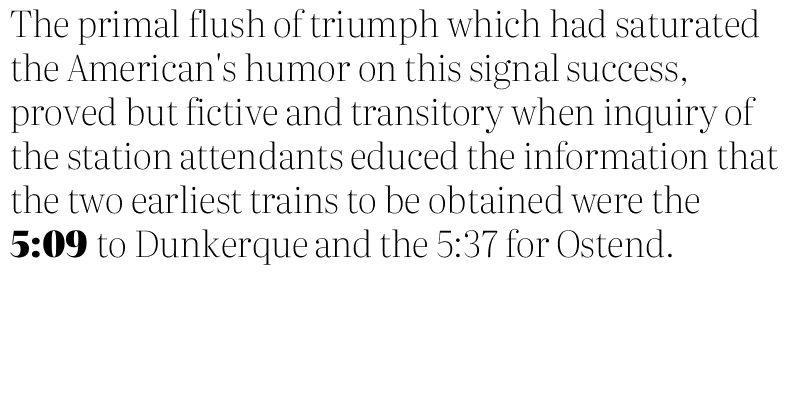 The primal flush of triumph which had saturated
the American's humor on this signal success,
proved but fictive and transitory when inquiry of
the station attendants educed the information that
the two earliest trains to be obtained were the
5:09 to Dunkerque and the 5:37 for Ostend.